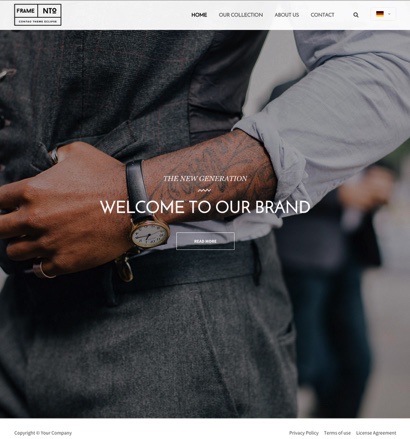 FRAME NTO
CONTAO THEME ECLIPSE
HOME OUR COLLECTION ABOUT US CONTACT
THE NEW GENERATION
WELCOME TO OUR BRAND
READ MORE
Copyright © Your Company
Privacy Policy Terms of use License Agreement